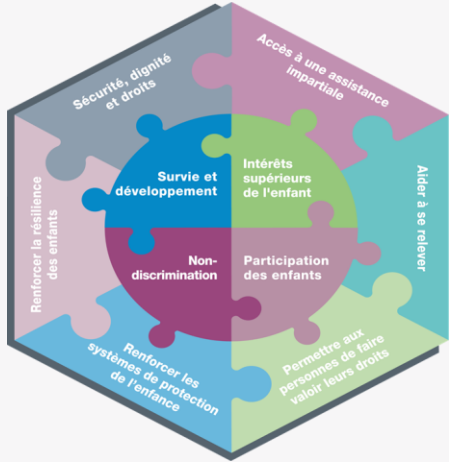 Sécurité, dignité
et droits
Accès à une assistance
impartiale
Survie et
développement
Intérêts
supérieurs
de l'enfant
Renforcer la résilience
des enfants
Aider à se relever
Non-
discrimination
Participation
des enfants
Renforcer les
systèmes de protection
de l'enfance
Permettre aux
personnes de faire
valoir leurs droits